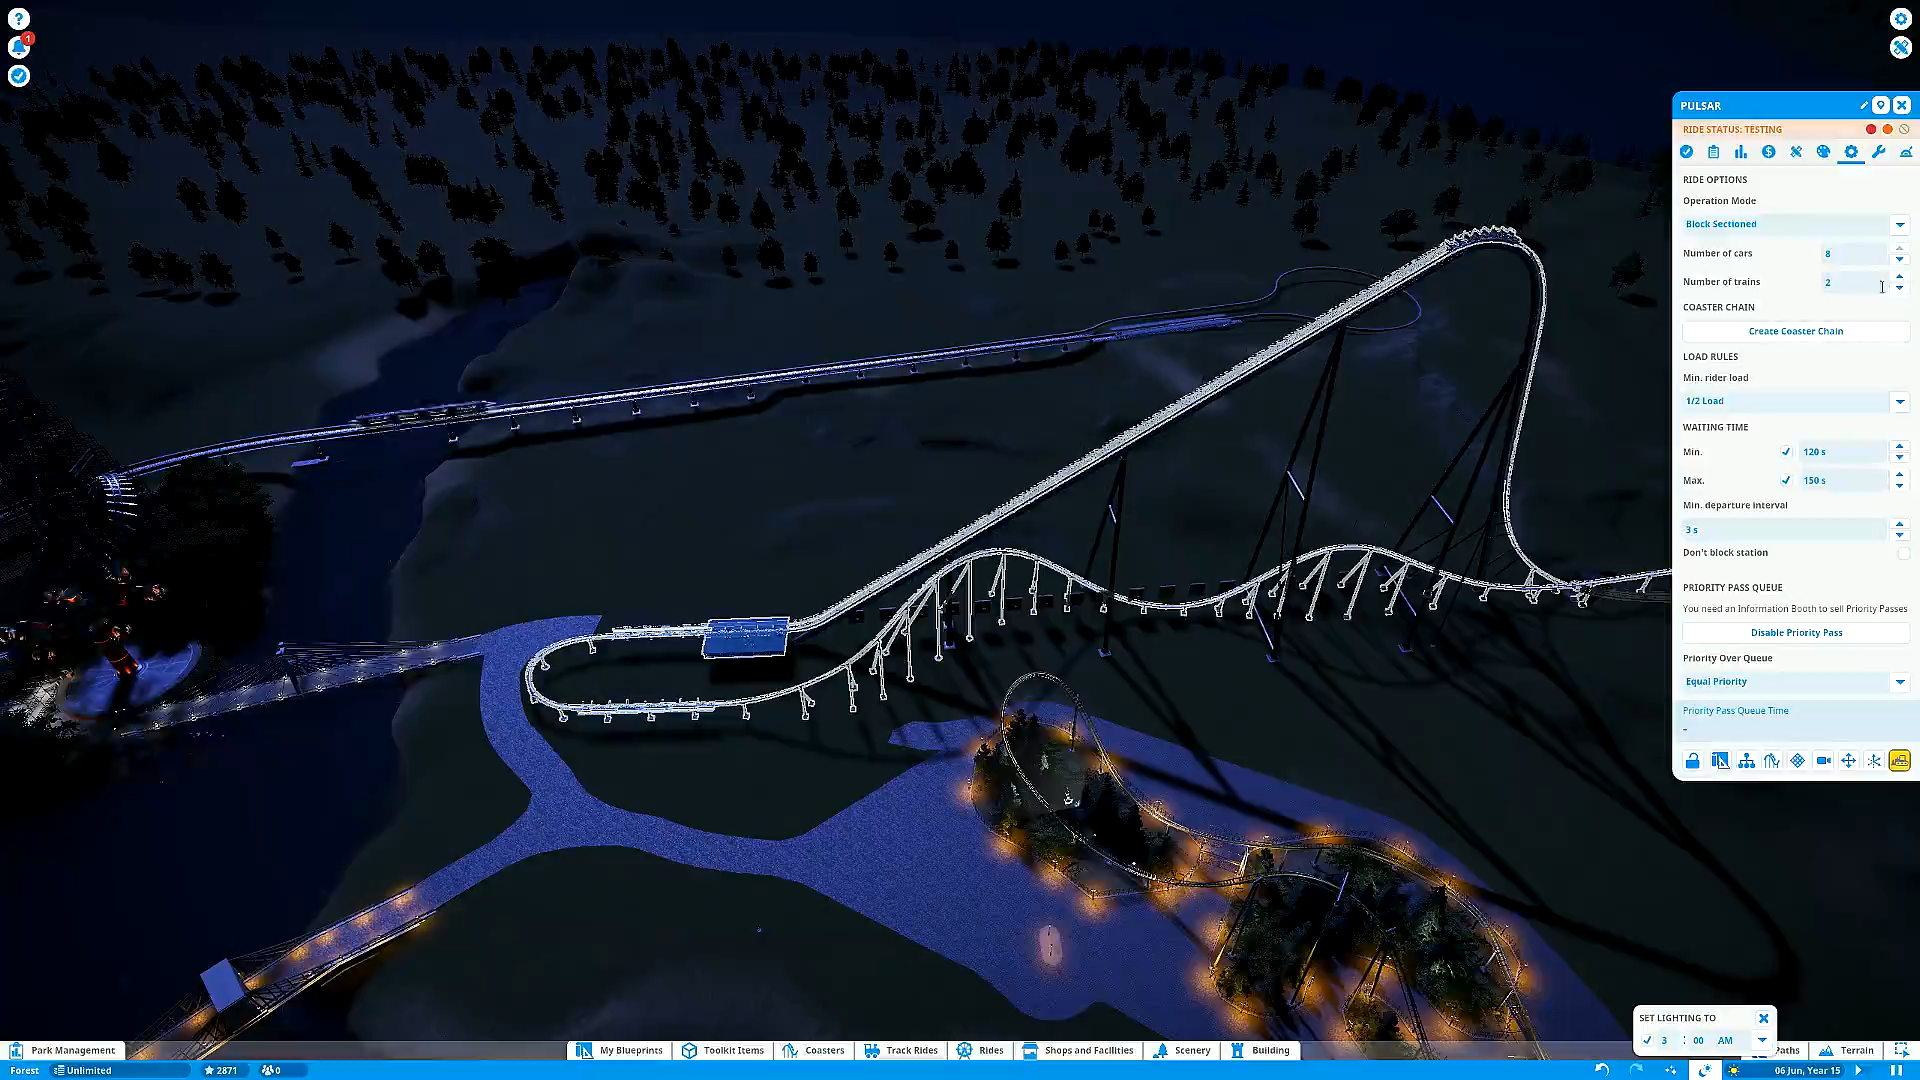 ?
1
PULSAR
RIDE STATUS: TESTING
RIDE OPTIONS
Operation Mode
Block Sectioned
Number of cars 8
Number of trains 2
COASTER CHAIN
Create Coaster Chain
LOAD RULES
Min. rider load
1/2 Load
WAITING TIME
Min. 120 s
Max. 150 s
Min. departure interval
3 s
Don't block station
PRIORITY PASS QUEUE
You need an Information Booth to sell Priority Passes
Disable Priority Pass
Priority Over Queue
Equal Priority
Priority Pass Queue Time
-
SET LIGHTING TO
3 : 00 AM
Park Management My Blueprints Toolkit Items Coasters Track Rides Rides Shops and Facilities Scenery Building Paths Terrain
Forest Unlimited 2871 0 06 Jun, Year 15